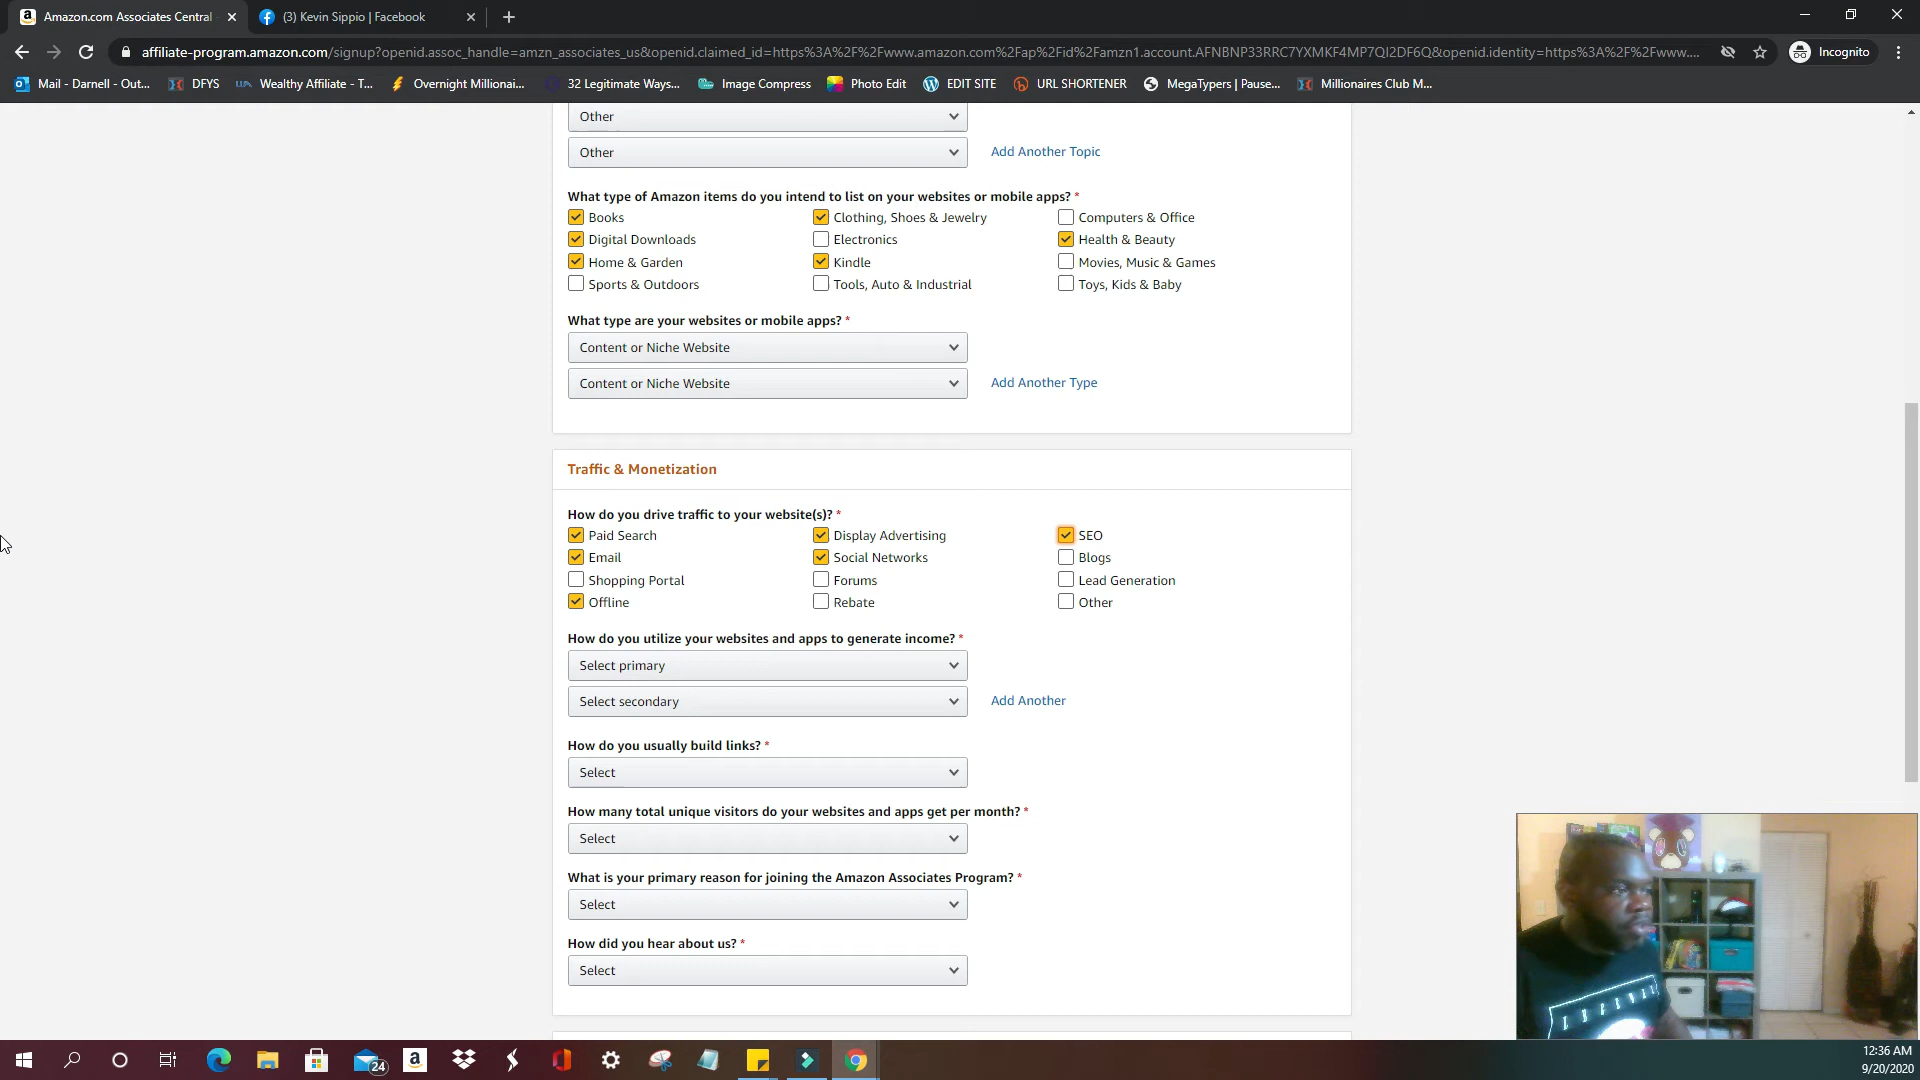 Amazon.com Associates Central
(3) Kevin Sippio | Facebook
affiliate-program.amazon.com/signup?openid.assoc_handle=amzn_associates_us&openid.claimed_id=https%3A%2F%2Fwww.amazon.com%2Fap%2Fid%2Famzn1.account.AFNBNP33RRC7YXMKF4MP7QI2DF6Q&openid.identity=https%3A%2F%2Fwww....
Incognito
Mail - Darnell - Out... DFYS Wealthy Affiliate - T... Overnight Millionai... 32 Legitimate Ways... Image Compress Photo Edit EDIT SITE URL SHORTENER MegaTypers | Pause... Millionaires Club M...
Other
Other
Add Another Topic
What type of Amazon items do you intend to list on your websites or mobile apps? *
Books Clothing, Shoes & Jewelry Computers & Office
Digital Downloads Electronics Health & Beauty
Home & Garden Kindle Movies, Music & Games
Sports & Outdoors Tools, Auto & Industrial Toys, Kids & Baby
What type are your websites or mobile apps? *
Content or Niche Website
Content or Niche Website
Add Another Type
Traffic & Monetization
How do you drive traffic to your website(s)? *
Paid Search Display Advertising SEO
Email Social Networks Blogs
Shopping Portal Forums Lead Generation
Offline Rebate Other
How do you utilize your websites and apps to generate income? *
Select primary
Select secondary
Add Another
How do you usually build links? *
Select
How many total unique visitors do your websites and apps get per month? *
Select
What is your primary reason for joining the Amazon Associates Program? *
Select
How did you hear about us? *
Select
24
12:36 AM
9/20/2020